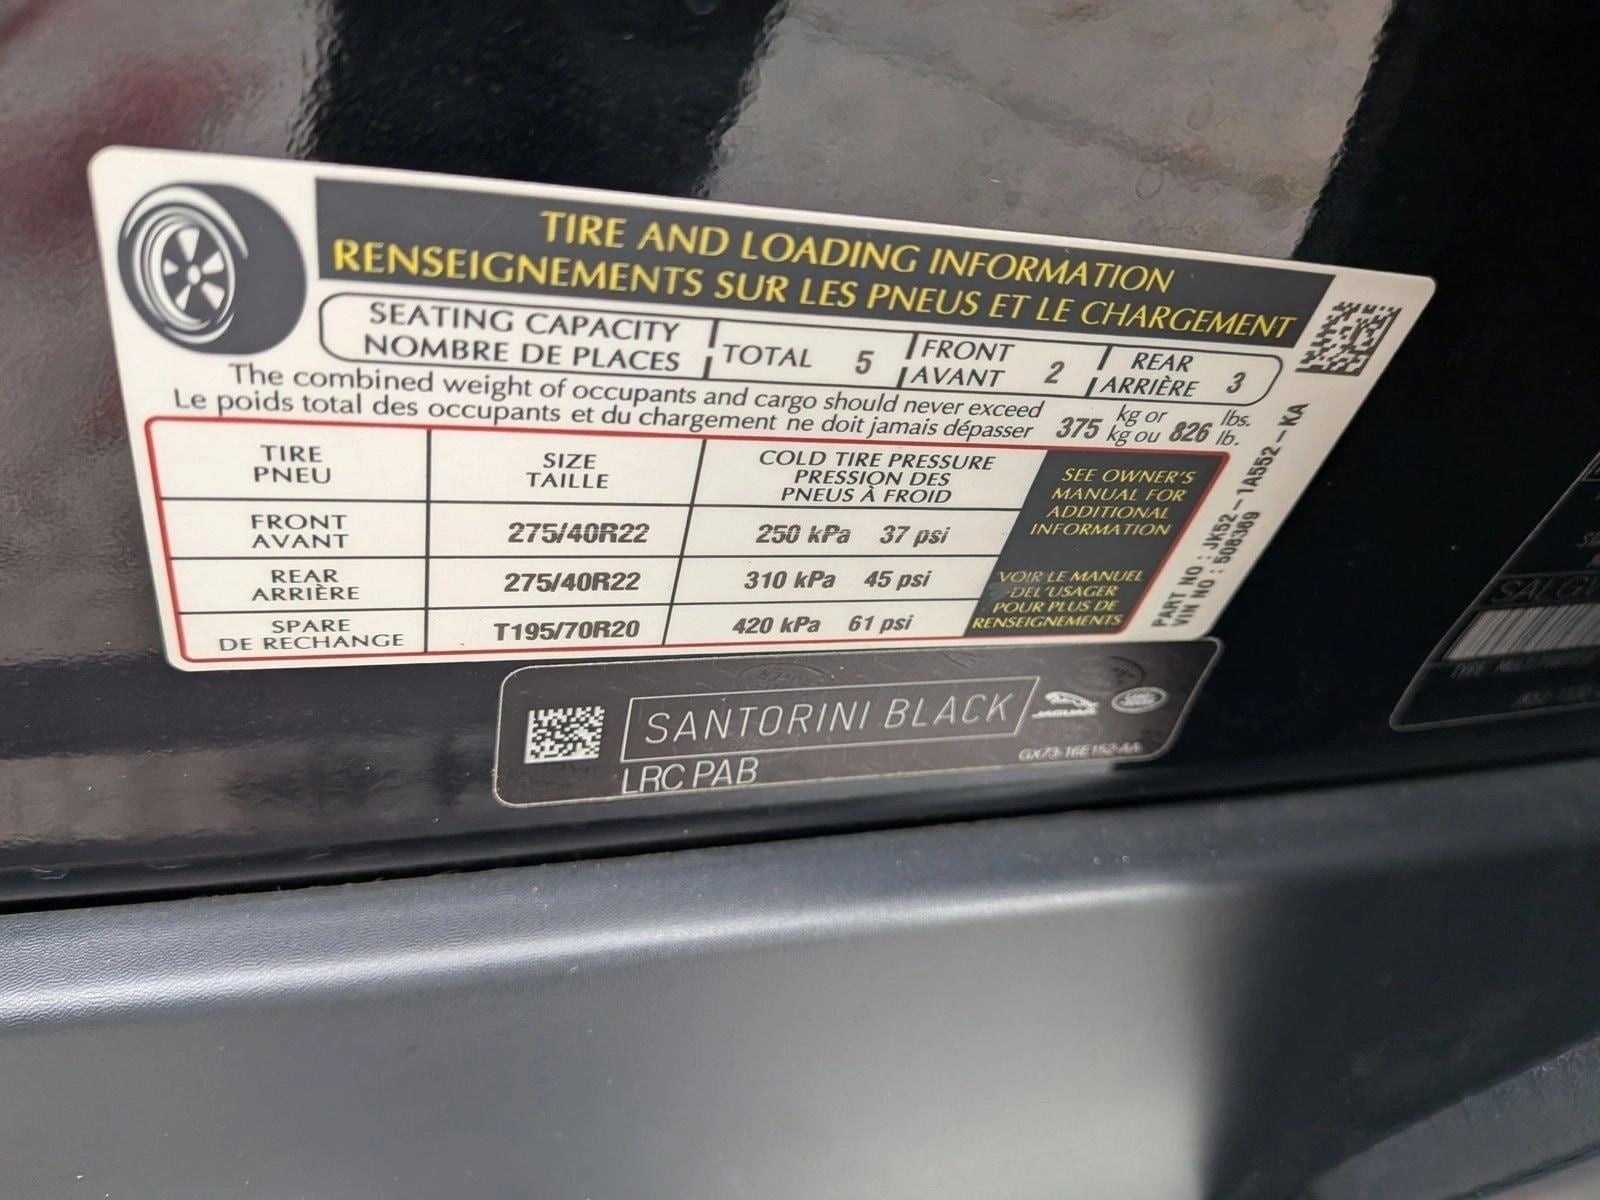 TIRE AND LOADING INFORMATION
RENSEIGNEMENTS SUR LES PNEUS ET LE CHARGEMENT
SEATING CAPACITY
NOMBRE DE PLACES
TOTAL 5
FRONT
AVANT 2
REAR
ARRIÈRE 3
The combined weight of occupants and cargo should never exceed
Le poids total des occupants et du chargement ne doit jamais dépasser
375 kg or 826 lbs.
kg ou lb.
TIRE
PNEU
SIZE
TAILLE
COLD TIRE PRESSURE
PRESSION DES
PNEUS À FROID
FRONT
AVANT
275/40R22
250 kPa 37 psi
REAR
ARRIÈRE
275/40R22
310 kPa 45 psi
SPARE
DE RECHANGE
T195/70R20
420 kPa 61 psi
SEE OWNER'S
MANUAL FOR
ADDITIONAL
INFORMATION
VOIR LE MANUEL
DEL'USAGER
POUR PLUS DE
RENSEIGNEMENTS
PART NO : JK52-1A552-KA
VIN NO : 508369
SANTORINI BLACK
JAGUAR
LAND ROVER
LRC PAB
GX73-16E152-AA